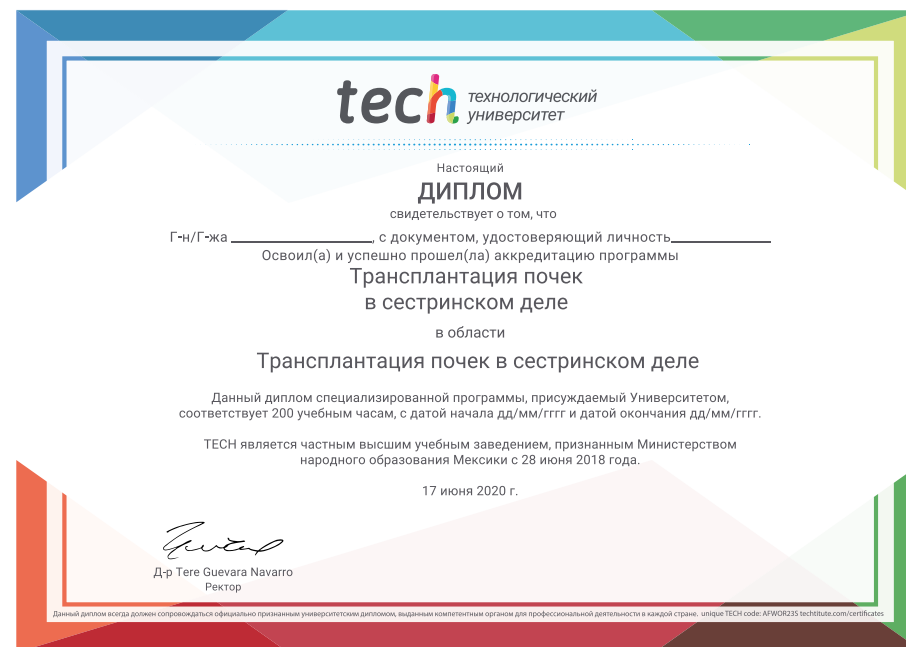 tech технологический
университет
Настоящий
ДИПЛОМ
свидетельствует о том, что
Г-н/Г-жа ____________________, с документом, удостоверяющий личность______________
Освоил(а) и успешно прошел(ла) аккредитацию программы
Трансплантация почек
в сестринском деле
в области
Трансплантация почек в сестринском деле
Данный диплом специализированной программы, присуждаемый Университетом,
соответствует 200 учебным часам, с датой начала дд/мм/гггг и датой окончания дд/мм/гггг.
TECH является частным высшим учебным заведением, признанным Министерством
народного образования Мексики с 28 июня 2018 года.
17 июня 2020 г.
Д-р Tere Guevara Navarro
Ректор
Данный диплом всегда должен сопровождаться официально признанным университетским дипломом, выданным компетентным органом для профессиональной деятельности в каждой стране. unique TECH code: AFWOR23S techtitute.com/certificates